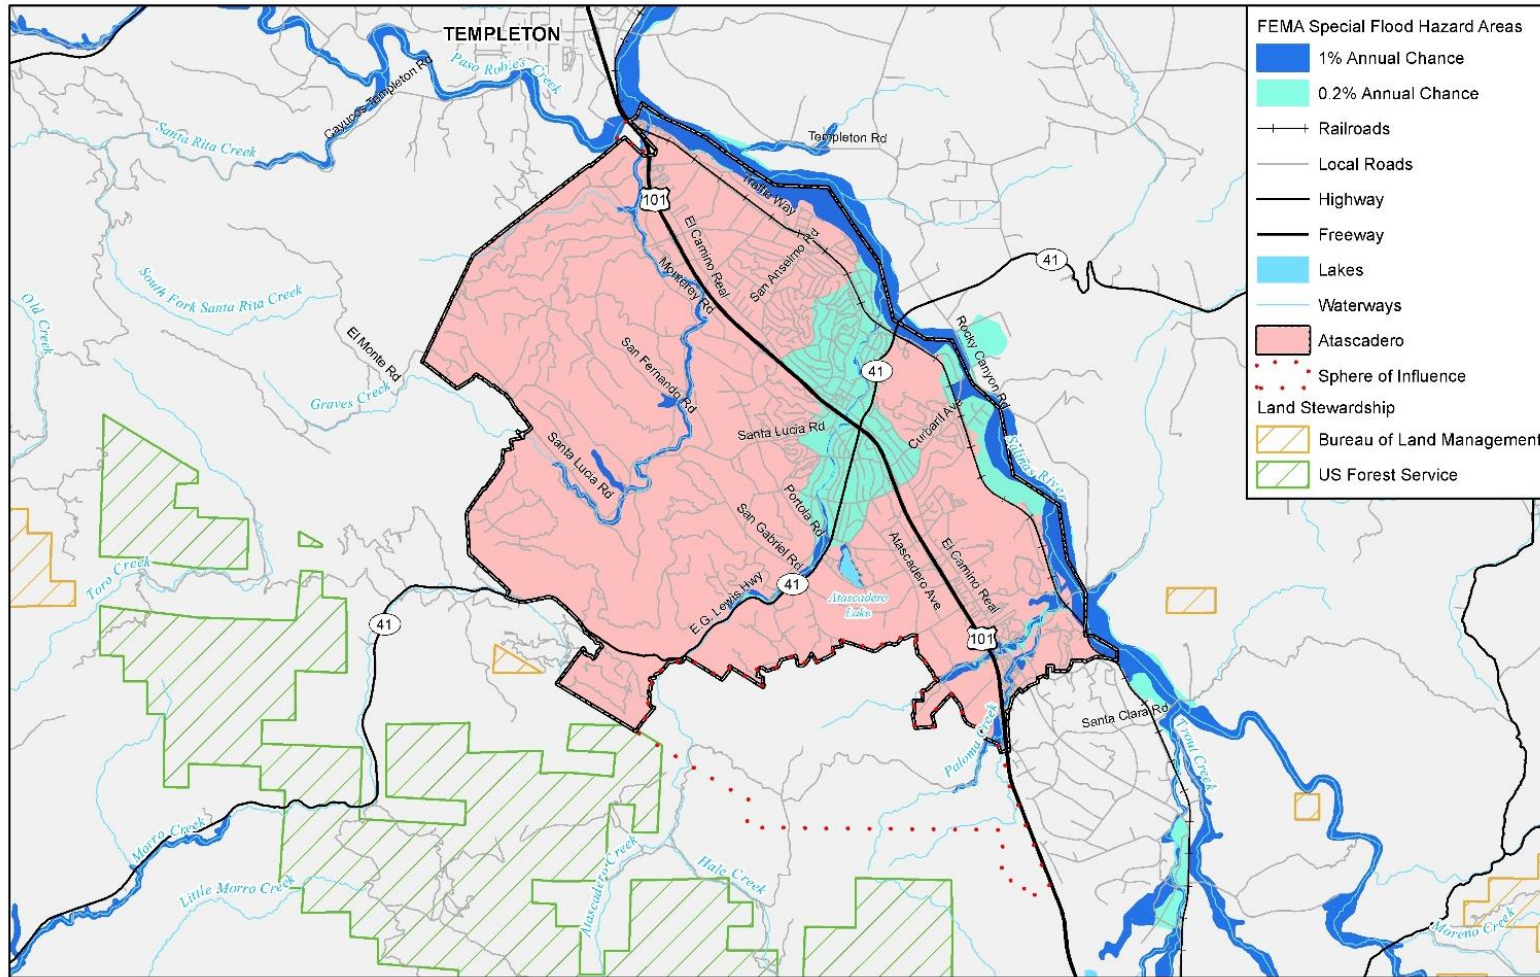 TEMPLETON
Paso Robles Creek
Cayucos Templeton Rd
Santa Rita Creek
Templeton Rd
101
Traffic Way
El Camino Real
San Anselmo Rd
Monterey Rd
41
South Fork Santa Rita Creek
Old Creek
El Monte Rd
Graves Creek
San Fernando Rd
Rocky Canyon Rd
41
Santa Lucia Rd
Curbaril Ave
Santa Lucia Rd
Salinas River
Portola Rd
San Gabriel Rd
Atascadero Ave
El Camino Real
Toro Creek
41
E.G. Lewis Hwy
Atascadero
Lake
41
101
Santa Clara Rd
Paloma Creek
Trout Creek
Morro Creek
Little Morro Creek
Atascadero Creek
Hale Creek
Moreno Creek
FEMA Special Flood Hazard Areas
1% Annual Chance
0.2% Annual Chance
Railroads
Local Roads
Highway
Freeway
Lakes
Waterways
Atascadero
Sphere of Influence
Land Stewardship
Bureau of Land Management
US Forest Service